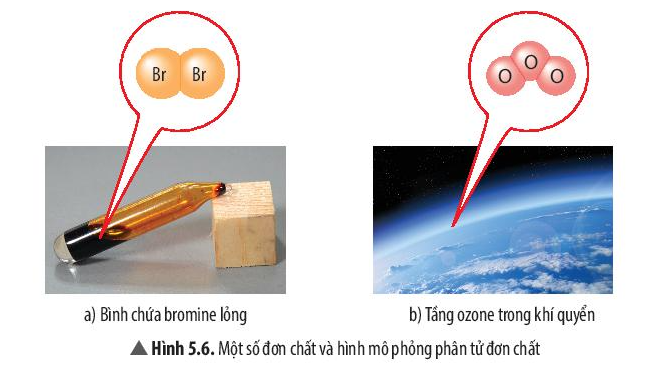 Br Br
O O O
a) Bình chứa bromine lỏng
b) Tầng ozone trong khí quyển
▲ Hình 5.6. Một số đơn chất và hình mô phỏng phân tử đơn chất